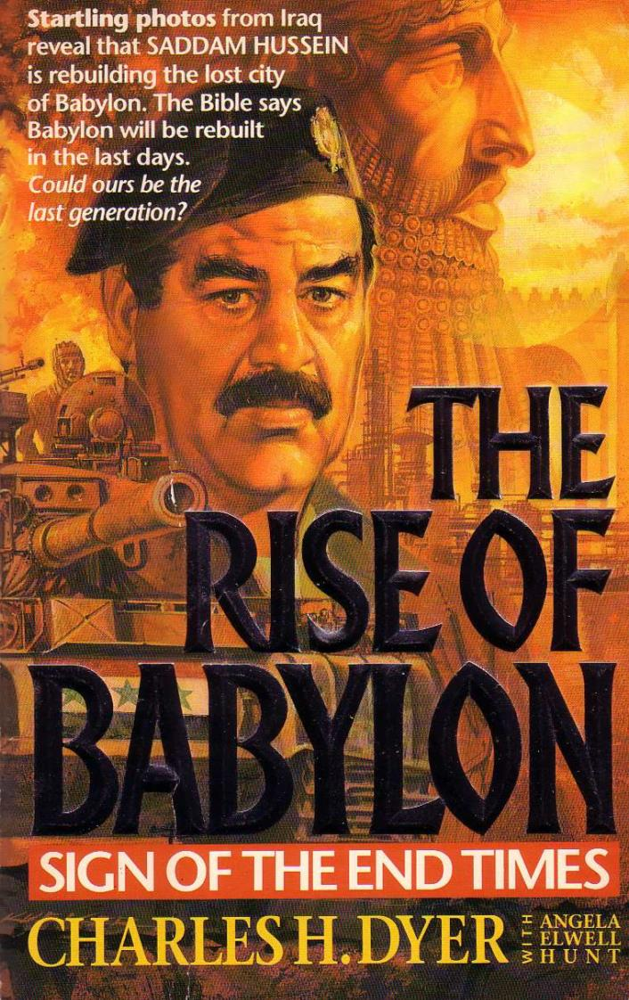 Startling photos from Iraq
reveal that SADDAM HUSSEIN
is rebuilding the lost city
of Babylon. The Bible says
Babylon will be rebuilt
in the last days.
Could ours be the
last generation?
THE
RISE OF
BABYLON
SIGN OF THE END TIMES
CHARLES H. DYER
WITH
ANGELA
ELWELL
HUNT